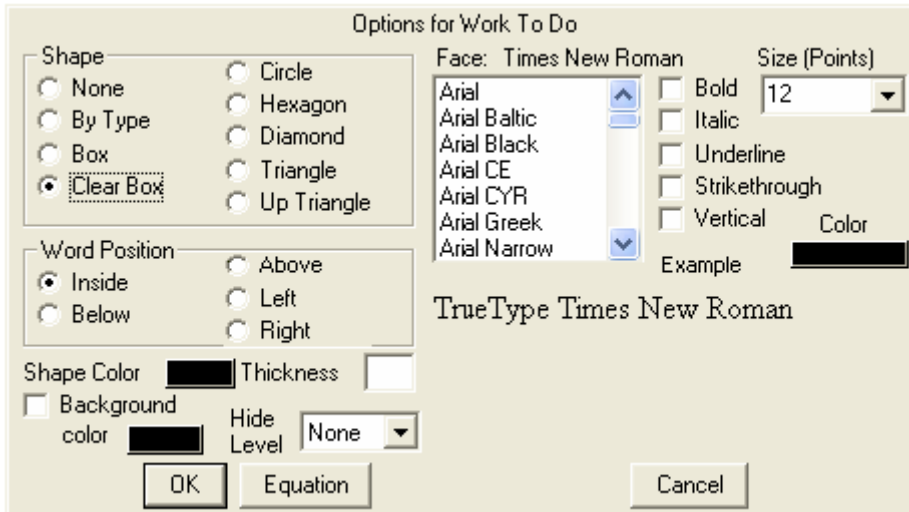 Options for Work To Do
Shape
None
By Type
Box
Clear Box
Circle
Hexagon
Diamond
Triangle
Up Triangle
Word Position
Inside
Below
Above
Left
Right
Shape Color
Thickness
Background
color
Hide
Level
None
Face: Times New Roman
Arial
Arial Baltic
Arial Black
Arial CE
Arial CYR
Arial Greek
Arial Narrow
Bold
Italic
Underline
Strikethrough
Vertical
Size (Points)
12
Color
Example
TrueType Times New Roman
OK
Equation
Cancel